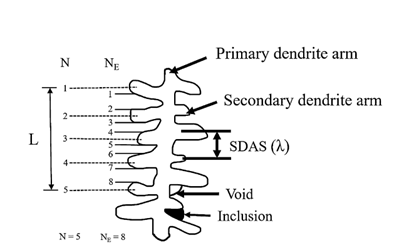 Primary dendrite arm
N N_E
1
1
2
2
3
4
3
5
6
4
7
8
5
L
Secondary dendrite arm
SDAS (λ)
Void
Inclusion
N = 5 N_E = 8